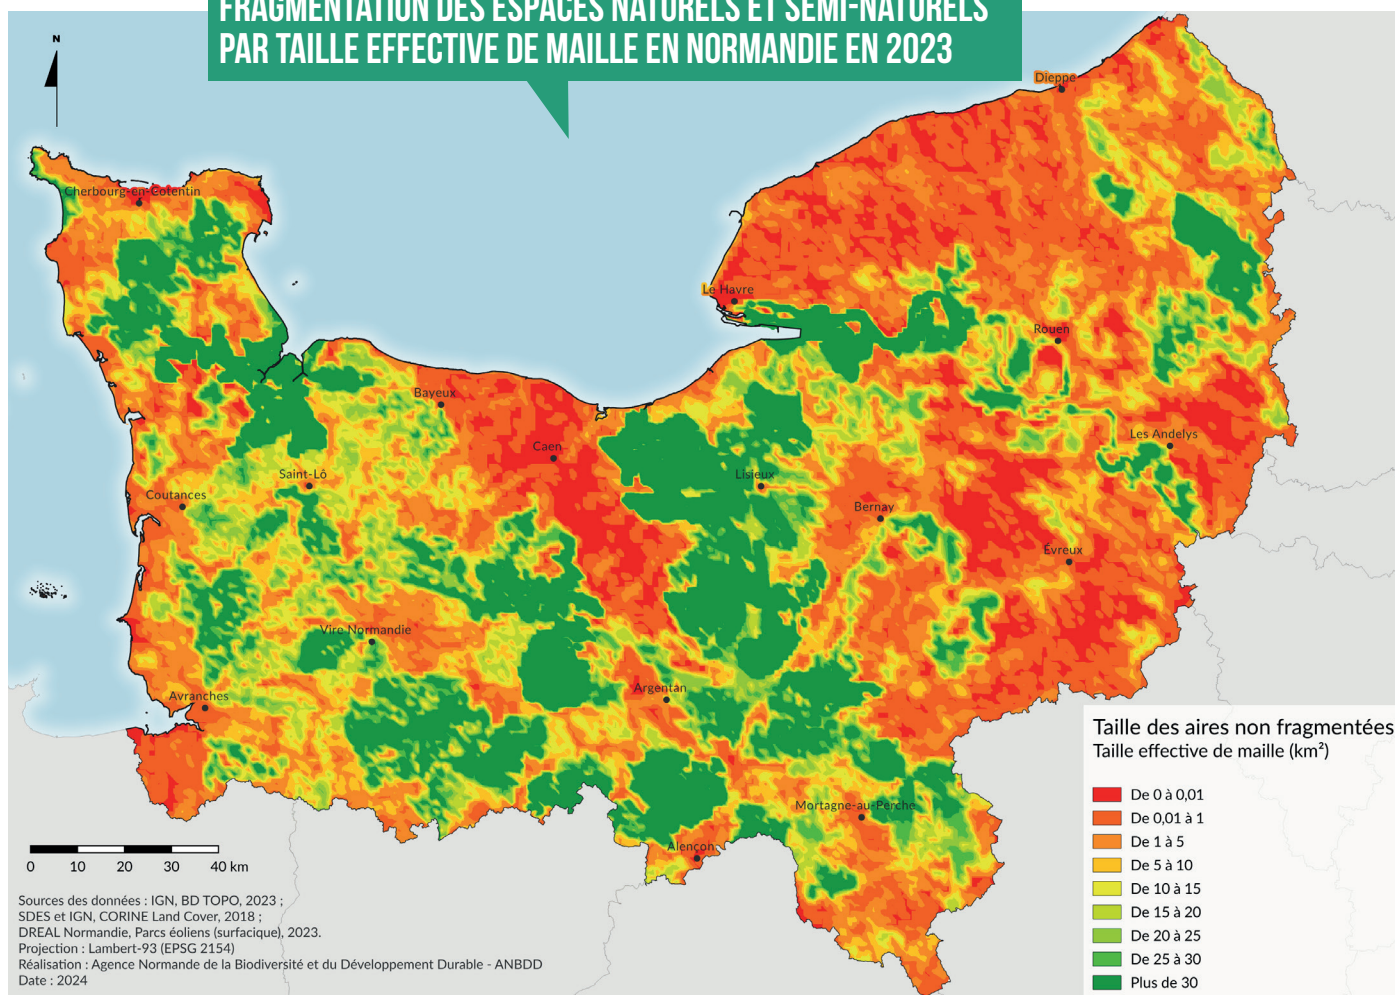 FRAGMENTATION DES ESPACES NATURELS ET SEMI-NATURELS
PAR TAILLE EFFECTIVE DE MAILLE EN NORMANDIE EN 2023
N
Dieppe
Cherbourg-en-Cotentin
Le Havre
Rouen
Bayeux
Caen
Les Andelys
Saint-Lô
Lisieux
Coutances
Bernay
Évreux
Vire Normandie
Avranches
Argentan
Mortagne-au-Perche
Alençon
Taille des aires non fragmentées
Taille effective de maille (km²)
De 0 à 0,01
De 0,01 à 1
De 1 à 5
De 5 à 10
De 10 à 15
De 15 à 20
De 20 à 25
De 25 à 30
Plus de 30
0 10 20 30 40 km
Sources des données : IGN, BD TOPO, 2023 ;
SDES et IGN, CORINE Land Cover, 2018 ;
DREAL Normandie, Parcs éoliens (surfacique), 2023.
Projection : Lambert-93 (EPSG 2154)
Réalisation : Agence Normande de la Biodiversité et du Développement Durable - ANBDD
Date : 2024